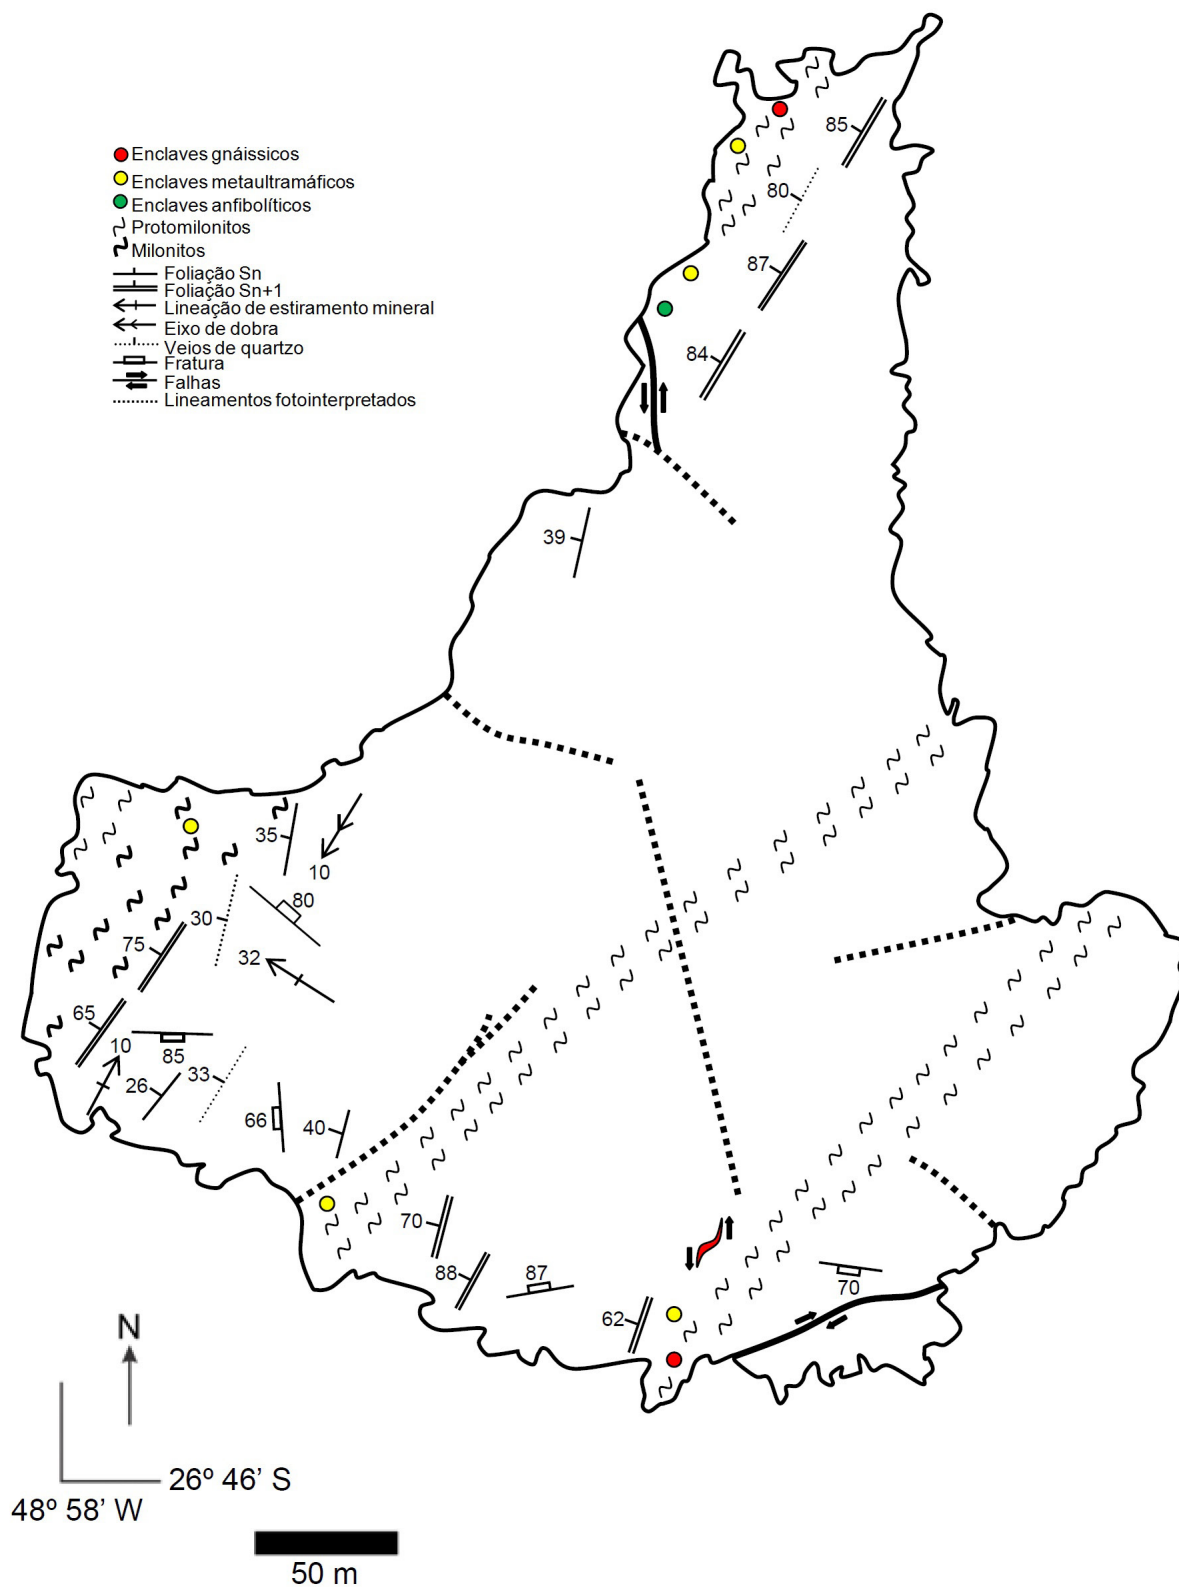 Enclaves gnáissicos
Enclaves metaultramáficos
Enclaves anfibolíticos
Protomilonitos
Milonitos
Foliação Sn
Foliação Sn+1
Lineação de estiramento mineral
Eixo de dobra
Veios de quartzo
Fratura
Falhas
Lineamentos fotointerpretados
85
80
87
84
39
35
10
80
30
75
32
65
10
85
26
33
66
40
70
88
87
62
70
N
26º 46' S
48º 58' W
50 m